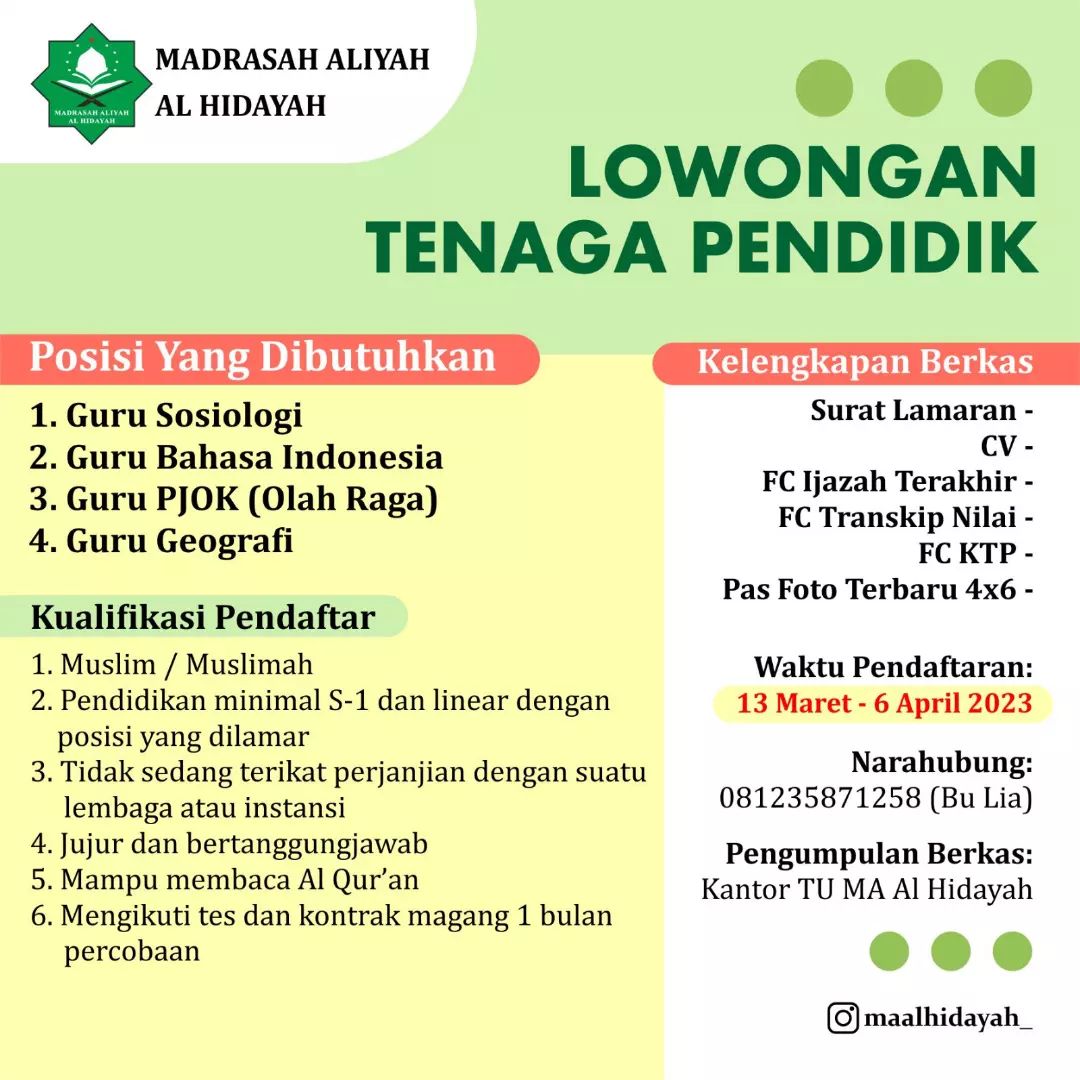 MADRASAH ALIYAH
AL HIDAYAH
MADRASAH ALIYAH
AL HIDAYAH
LOWONGAN
TENAGA PENDIDIK
Posisi Yang Dibutuhkan
1. Guru Sosiologi
2. Guru Bahasa Indonesia
3. Guru PJOK (Olah Raga)
4. Guru Geografi
Kualifikasi Pendaftar
1. Muslim / Muslimah
2. Pendidikan minimal S-1 dan linear dengan
posisi yang dilamar
3. Tidak sedang terikat perjanjian dengan suatu
lembaga atau instansi
4. Jujur dan bertanggungjawab
5. Mampu membaca Al Qur'an
6. Mengikuti tes dan kontrak magang 1 bulan
percobaan
Kelengkapan Berkas
Surat Lamaran -
CV -
FC Ijazah Terakhir -
FC Transkip Nilai -
FC KTP -
Pas Foto Terbaru 4x6 -
Waktu Pendaftaran:
13 Maret - 6 April 2023
Narahubung:
081235871258 (Bu Lia)
Pengumpulan Berkas:
Kantor TU MA Al Hidayah
maalhidayah_